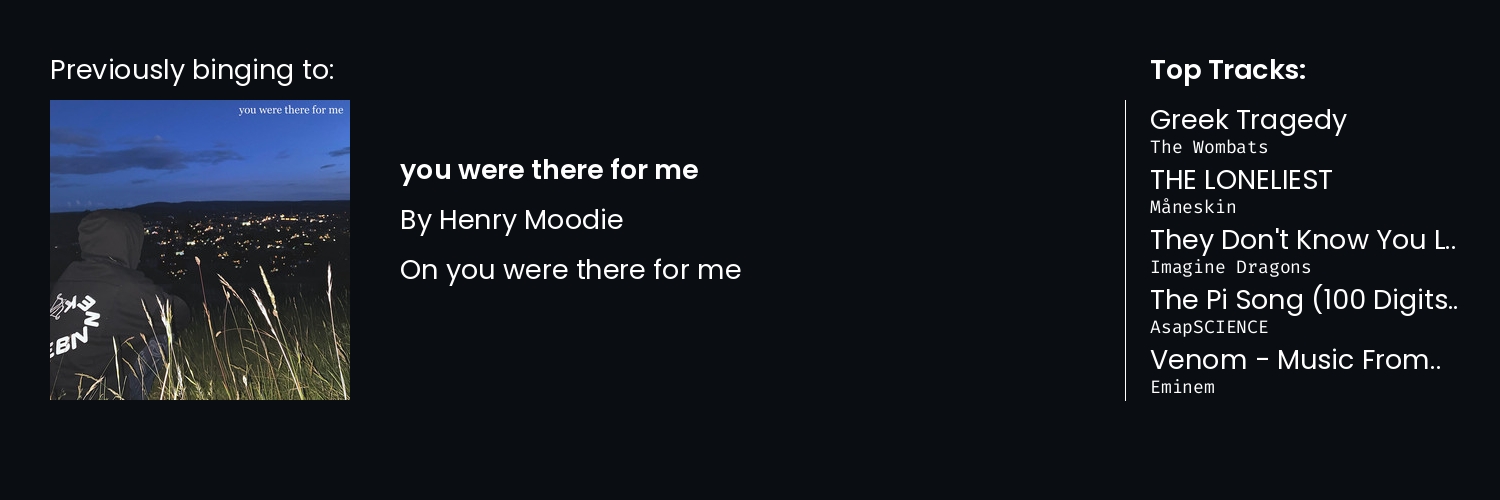 Previously binging to:
you were there for me
you were there for me
By Henry Moodie
On you were there for me
Top Tracks:
Greek Tragedy
The Wombats
THE LONELIEST
Måneskin
They Don't Know You L..
Imagine Dragons
The Pi Song (100 Digits..
AsapSCIENCE
Venom - Music From..
Eminem